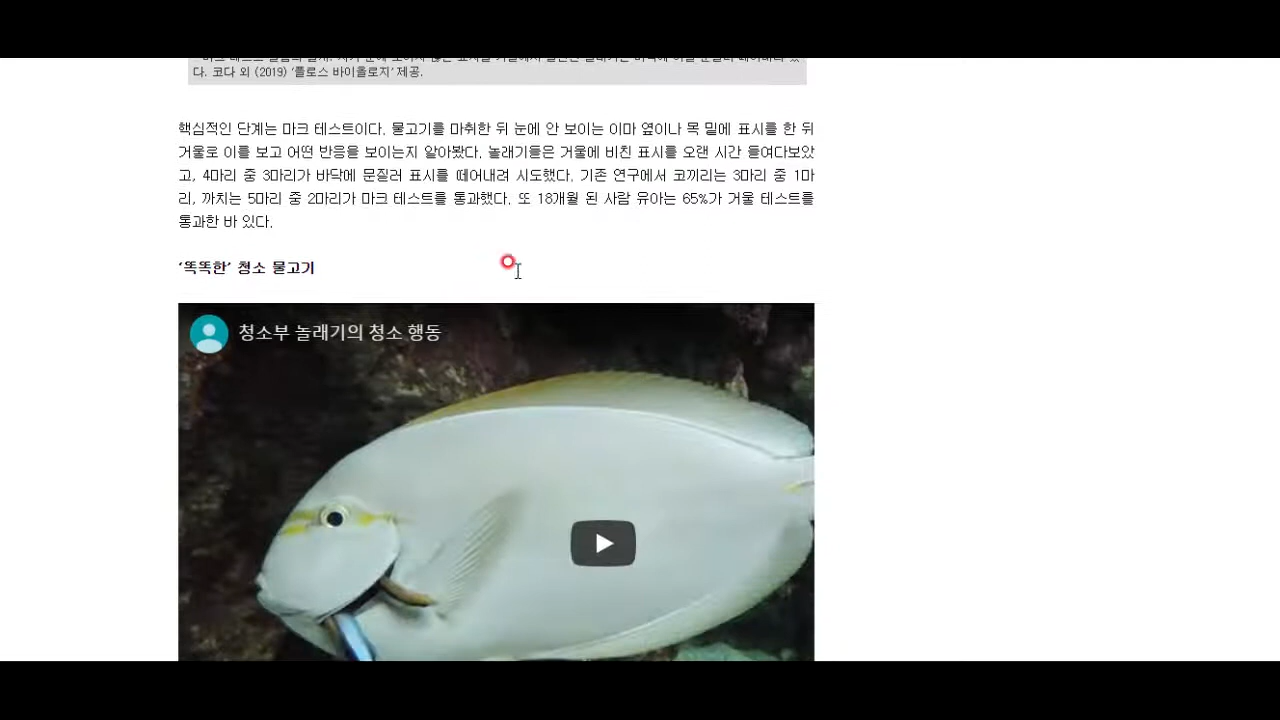 다. 코다 외 (2019) ‘플로스 바이올로지’ 제공.
핵심적인 단계는 마크 테스트이다. 물고기를 마취한 뒤 눈에 안 보이는 이마 옆이나 목 밑에 표시를 한 뒤
거울로 이를 보고 어떤 반응을 보이는지 알아봤다. 놀래기들은 거울에 비친 표시를 오랜 시간 들여다보았
고, 4마리 중 3마리가 바닥에 문질러 표시를 떼어내려 시도했다. 기존 연구에서 코끼리는 3마리 중 1마
리, 까치는 5마리 중 2마리가 마크 테스트를 통과했다. 또 18개월 된 사람 유아는 65%가 거울 테스트를
통과한 바 있다.
‘똑똑한’ 청소 물고기
청소부 놀래기의 청소 행동